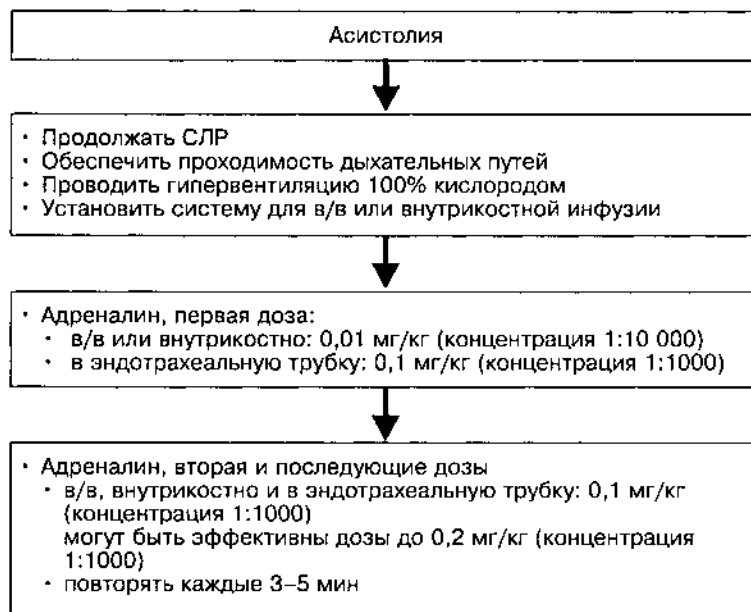 Асистолия
· Продолжать СЛР
· Обеспечить проходимость дыхательных путей
· Проводить гипервентиляцию 100% кислородом
· Установить систему для в/в или внутрикостной инфузии
· Адреналин, первая доза:
· в/в или внутрикостно: 0,01 мг/кг (концентрация 1:10 000)
· в эндотрахеальную трубку: 0,1 мг/кг (концентрация 1:1000)
· Адреналин, вторая и последующие дозы
· в/в, внутрикостно и в эндотрахеальную трубку: 0,1 мг/кг
(концентрация 1:1000)
могут быть эффективны дозы до 0,2 мг/кг (концентрация
1:1000)
· повторять каждые 3–5 мин